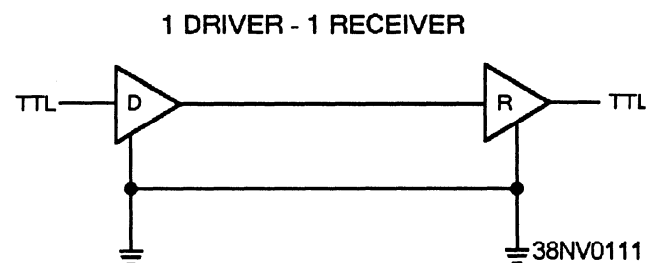 1 DRIVER - 1 RECEIVER
TTL D R TTL
38NV0111